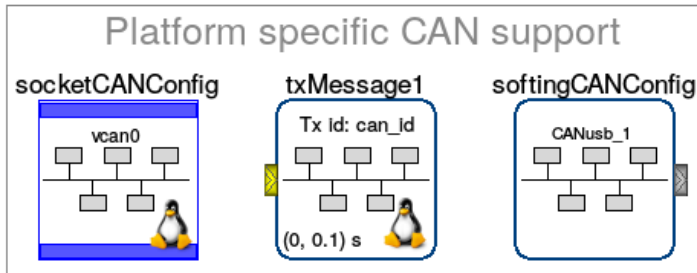 Platform specific CAN support
socketCANConfig
txMessage1
softingCANConfig
vcan0
Tx id: can_id
CANusb_1
(0, 0.1) s